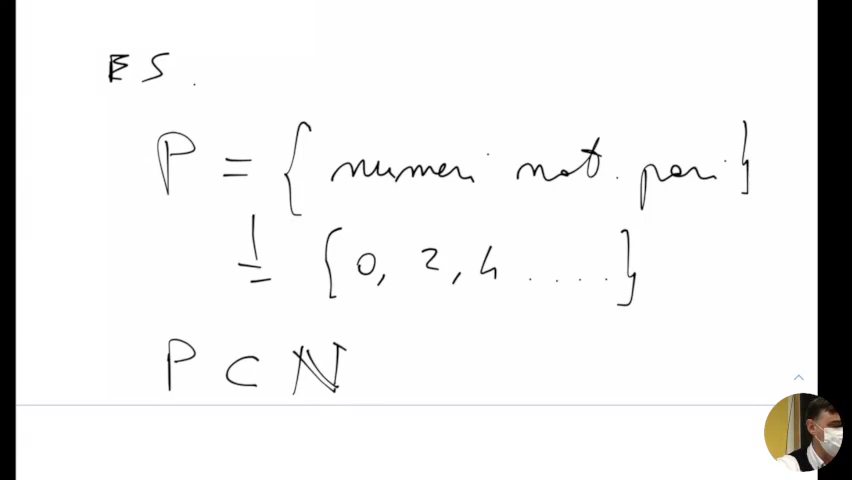 ES.
P = { numeri nat. pari }
= { 0, 2, 4 ..... }
P ⊂ ℕ